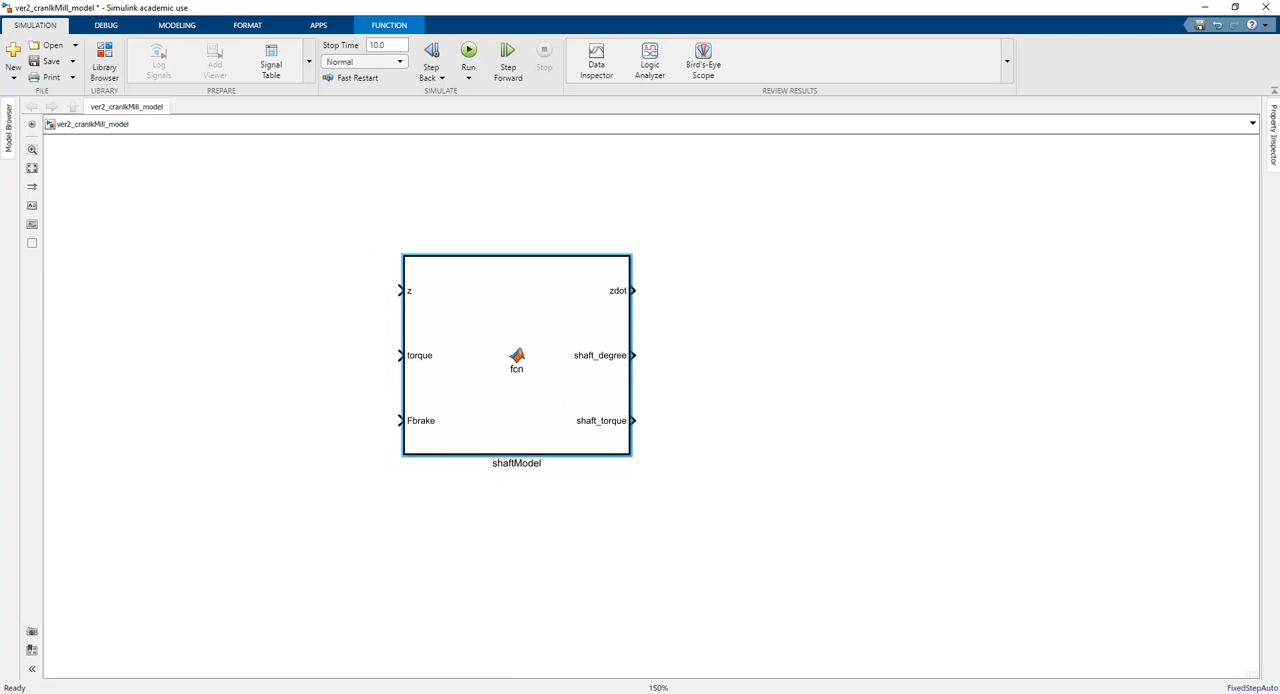 ver2_cranlkMill_model * - Simulink academic use
SIMULATION DEBUG MODELING FORMAT APPS FUNCTION
New
Open
Save
Print
FILE
Library Browser
LIBRARY
Log Signals
Add Viewer
Signal Table
PREPARE
Stop Time 10.0
Normal
Fast Restart
Step Back
Run
Step Forward
Stop
SIMULATE
Data Inspector
Logic Analyzer
Bird's-Eye Scope
REVIEW RESULTS
Model Browser
ver2_cranlkMill_model
ver2_cranlkMill_model
Property Inspector
z zdot
torque shaft_degree
fcn
Fbrake shaft_torque
shaftModel
Ready 150% FixedStepAuto